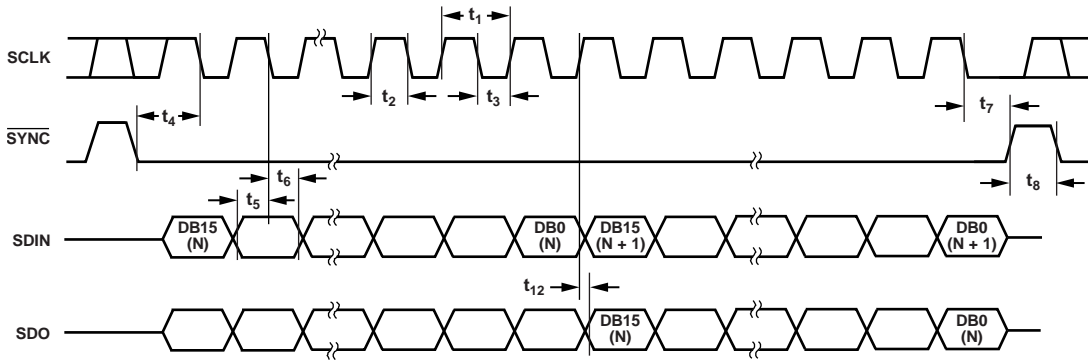 t1
SCLK
t2
t3
t4
t7
SYNC
t6
t5
t8
SDIN
DB15
(N)
DB0
(N)
DB15
(N + 1)
DB0
(N + 1)
t12
SDO
DB15
(N)
DB0
(N)